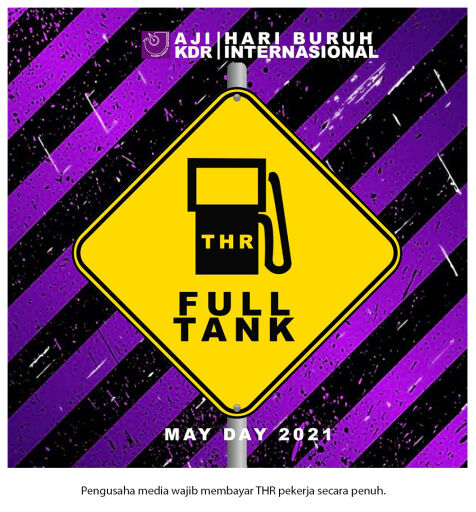 AJI HARI BURUH
KDR INTERNASIONAL
THR
FULL
TANK
MAY DAY 2021
Pengusaha media wajib membayar THR pekerja secara penuh.